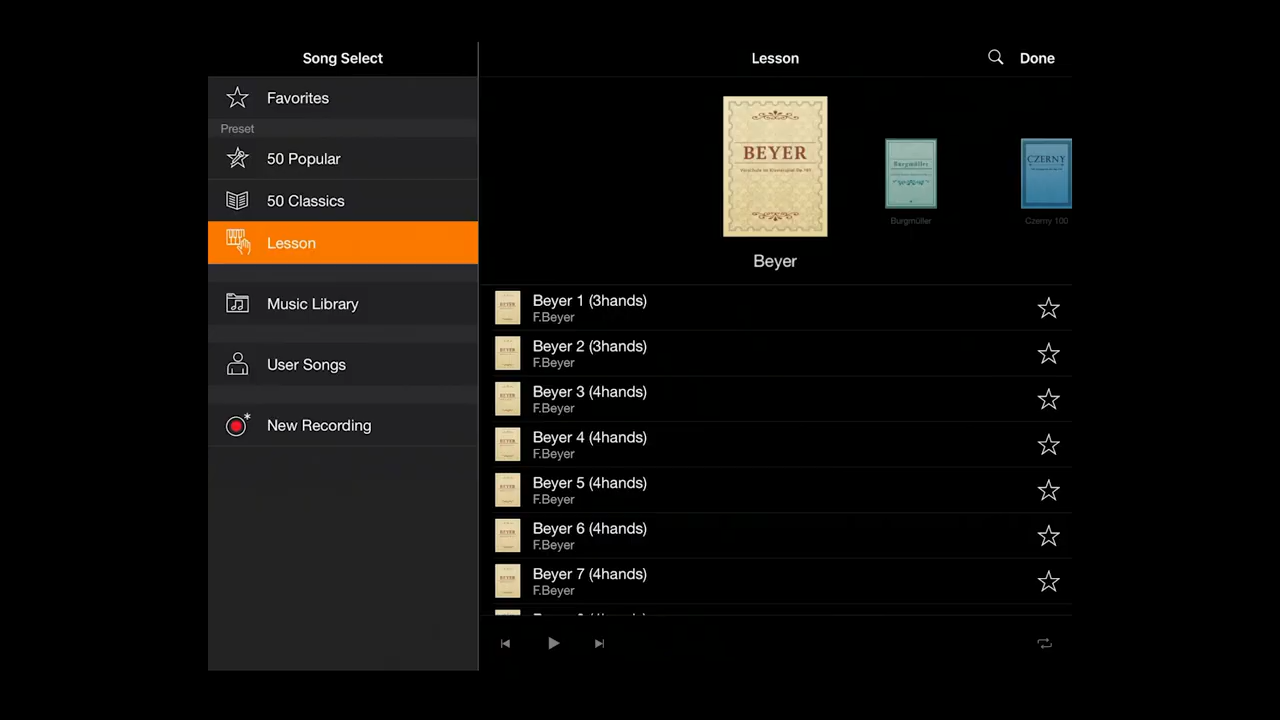 Song Select
Favorites
Preset
50 Popular
50 Classics
Lesson
Music Library
User Songs
New Recording
Lesson
Done
BEYER
Burgmüller
CZERNY
Burgmüller
Czerny 100
Beyer
Beyer 1 (3hands)
F.Beyer
Beyer 2 (3hands)
F.Beyer
Beyer 3 (4hands)
F.Beyer
Beyer 4 (4hands)
F.Beyer
Beyer 5 (4hands)
F.Beyer
Beyer 6 (4hands)
F.Beyer
Beyer 7 (4hands)
F.Beyer